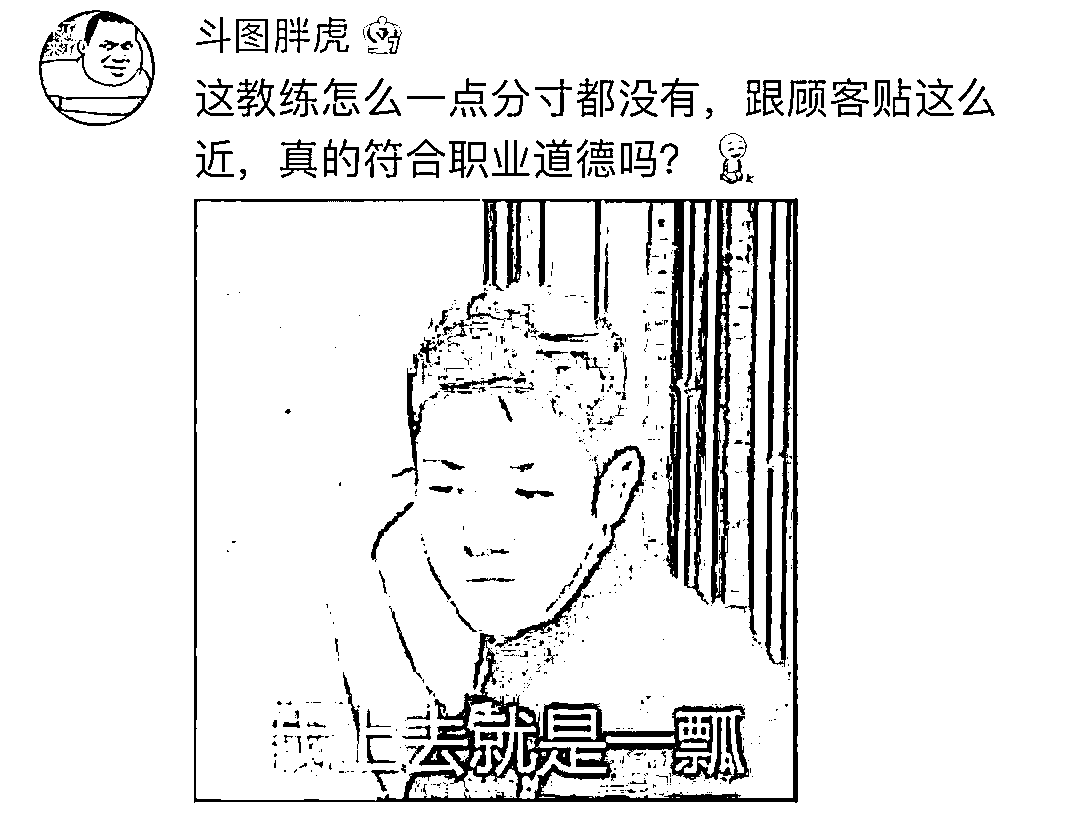 斗图胖虎
这教练怎么一点分寸都没有，跟顾客贴这么
近，真的符合职业道德吗？
我上去就是一瓢